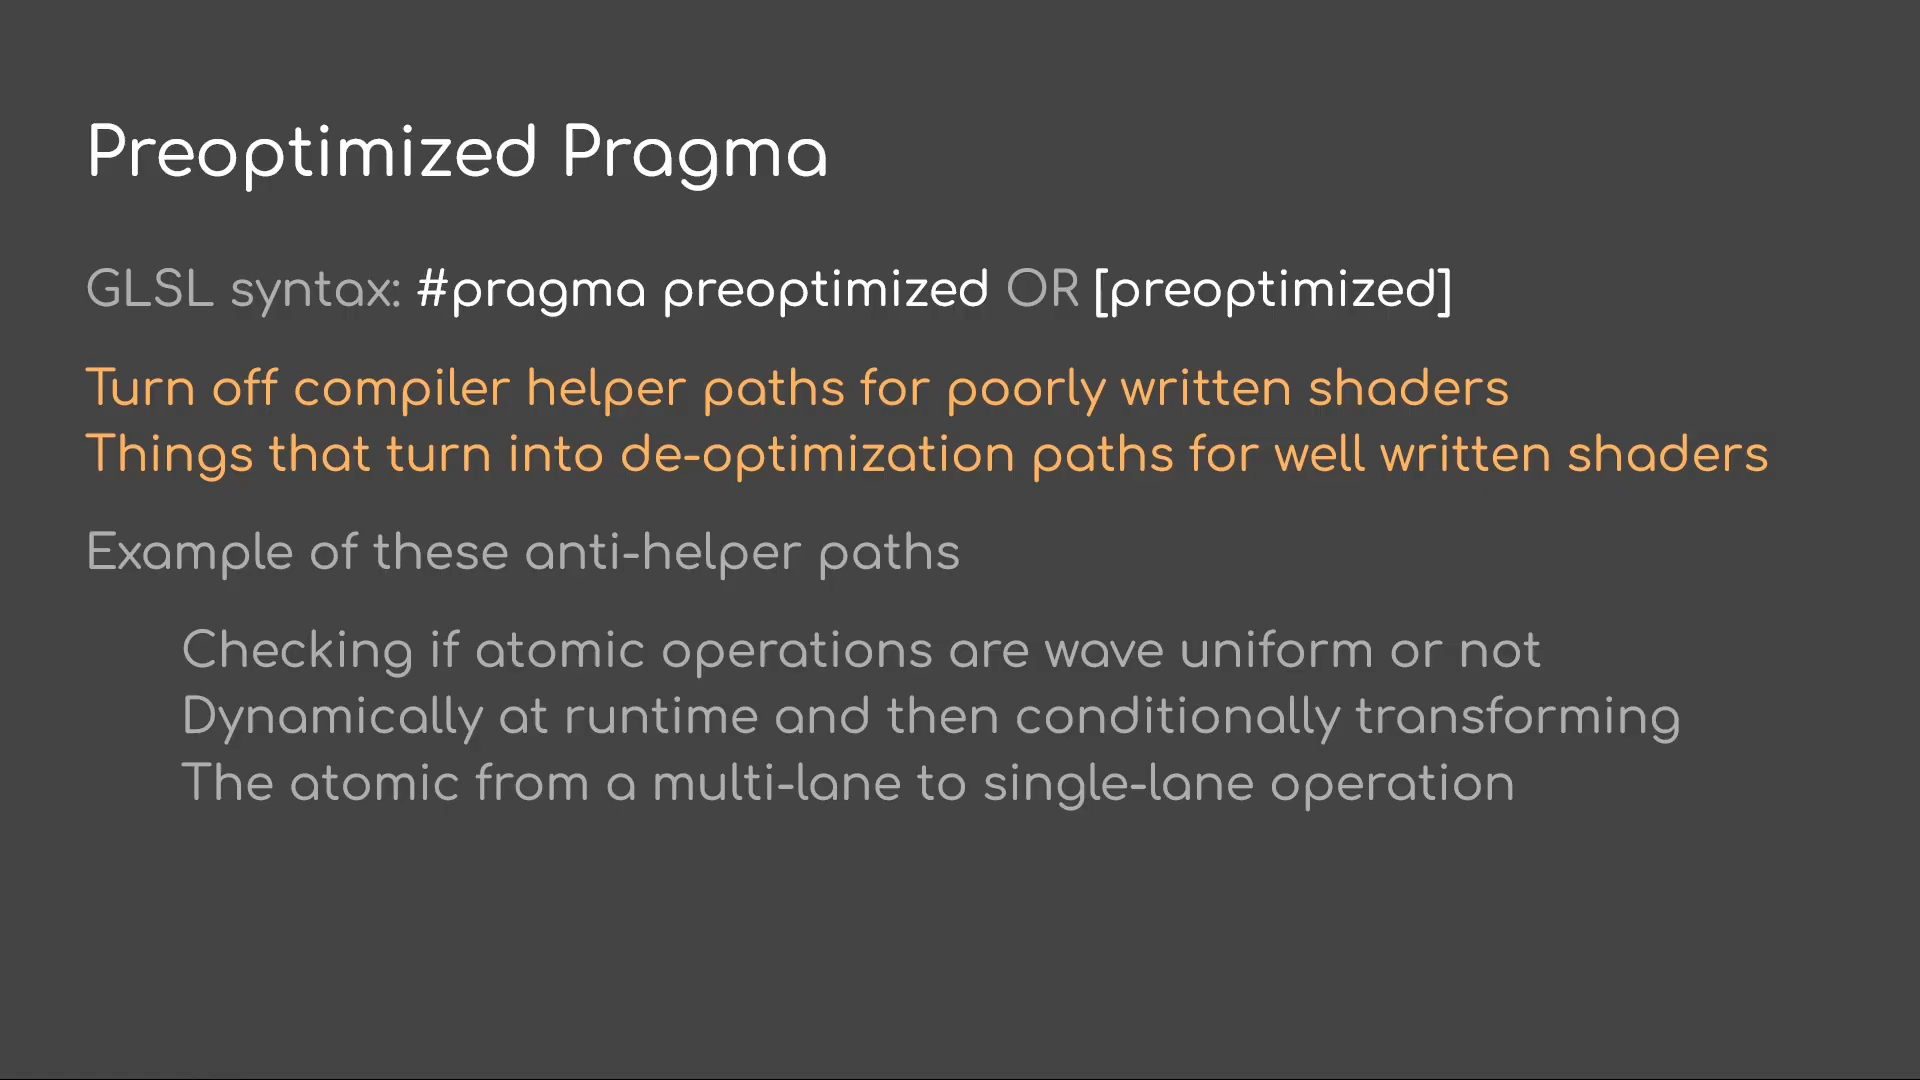 Preoptimized Pragma
GLSL syntax: #pragma preoptimized OR [preoptimized]
Turn off compiler helper paths for poorly written shaders
Things that turn into de-optimization paths for well written shaders
Example of these anti-helper paths
Checking if atomic operations are wave uniform or not
Dynamically at runtime and then conditionally transforming
The atomic from a multi-lane to single-lane operation